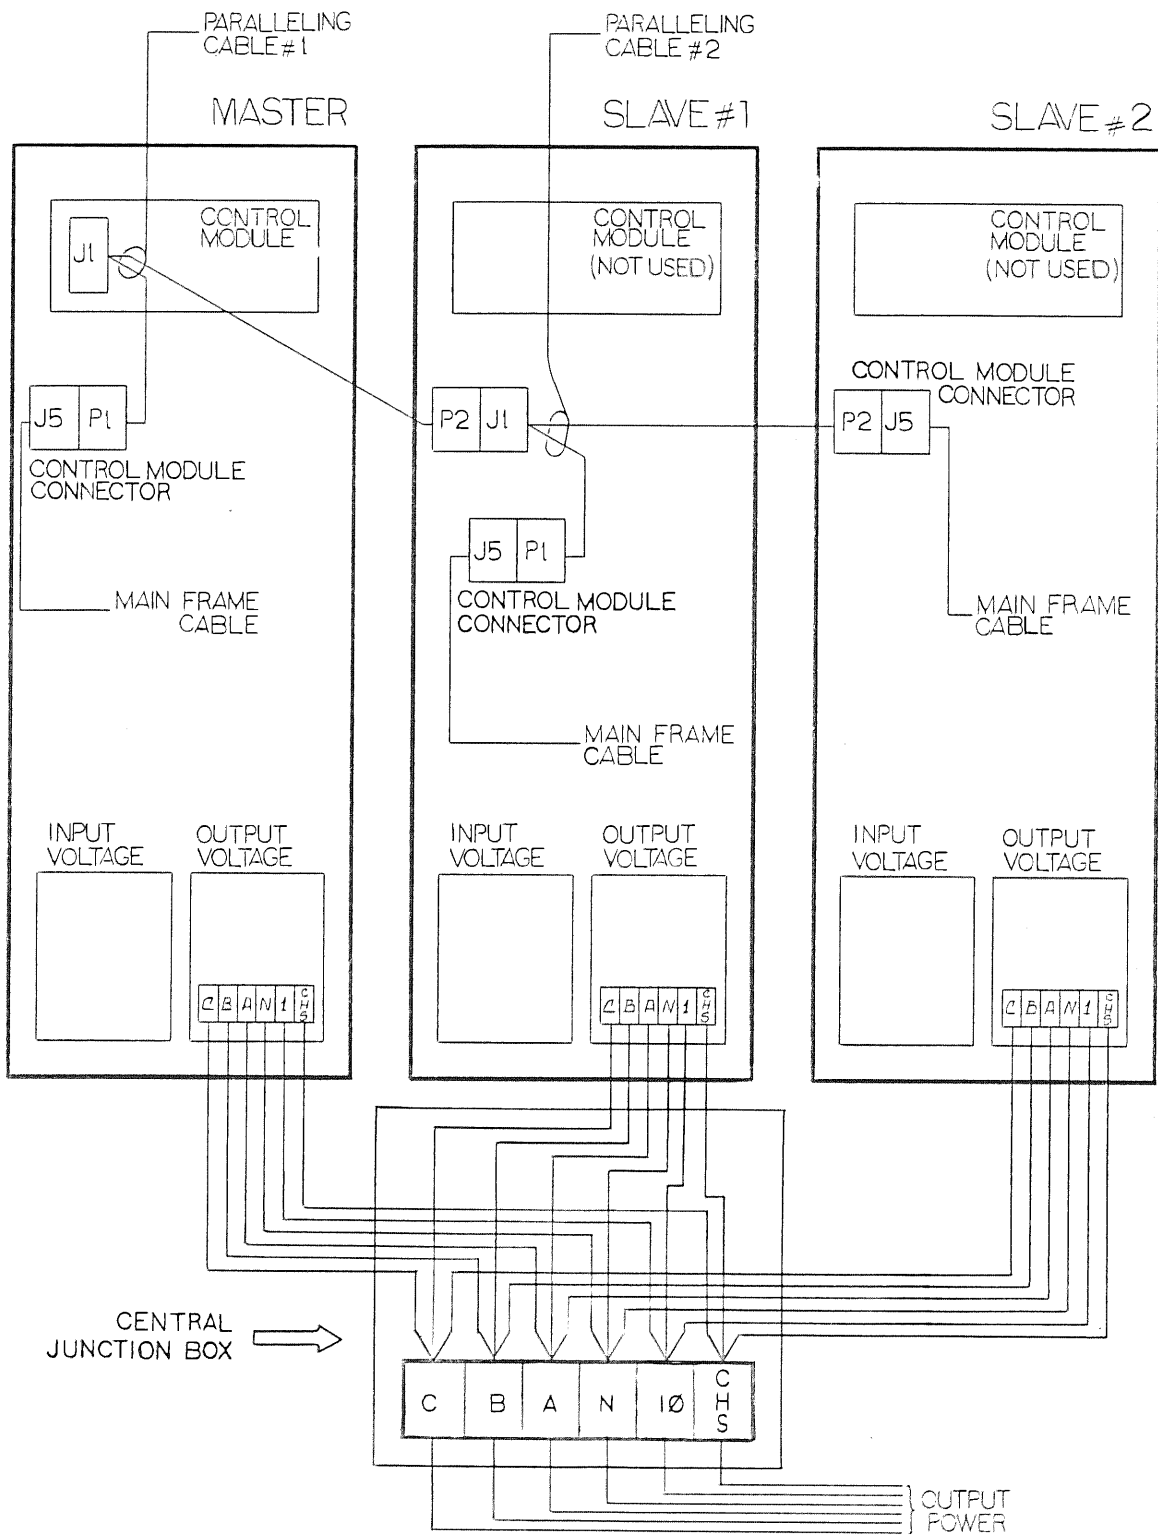 PARALLELING
CABLE #1
PARALLELING
CABLE #2
MASTER
SLAVE #1
SLAVE #2
CONTROL
MODULE
J1
CONTROL
MODULE
(NOT USED)
CONTROL
MODULE
(NOT USED)
J5 P1
CONTROL MODULE
CONNECTOR
P2 J1
CONTROL MODULE
CONNECTOR
P2 J5
J5 P1
CONTROL MODULE
CONNECTOR
MAIN FRAME
CABLE
MAIN FRAME
CABLE
MAIN FRAME
CABLE
INPUT
VOLTAGE
OUTPUT
VOLTAGE
INPUT
VOLTAGE
OUTPUT
VOLTAGE
INPUT
VOLTAGE
OUTPUT
VOLTAGE
C B A N 1 CHS
C B A N 1 CHS
C B A N 1 CHS
CENTRAL
JUNCTION BOX
C B A N 1Ø CHS
OUTPUT
POWER